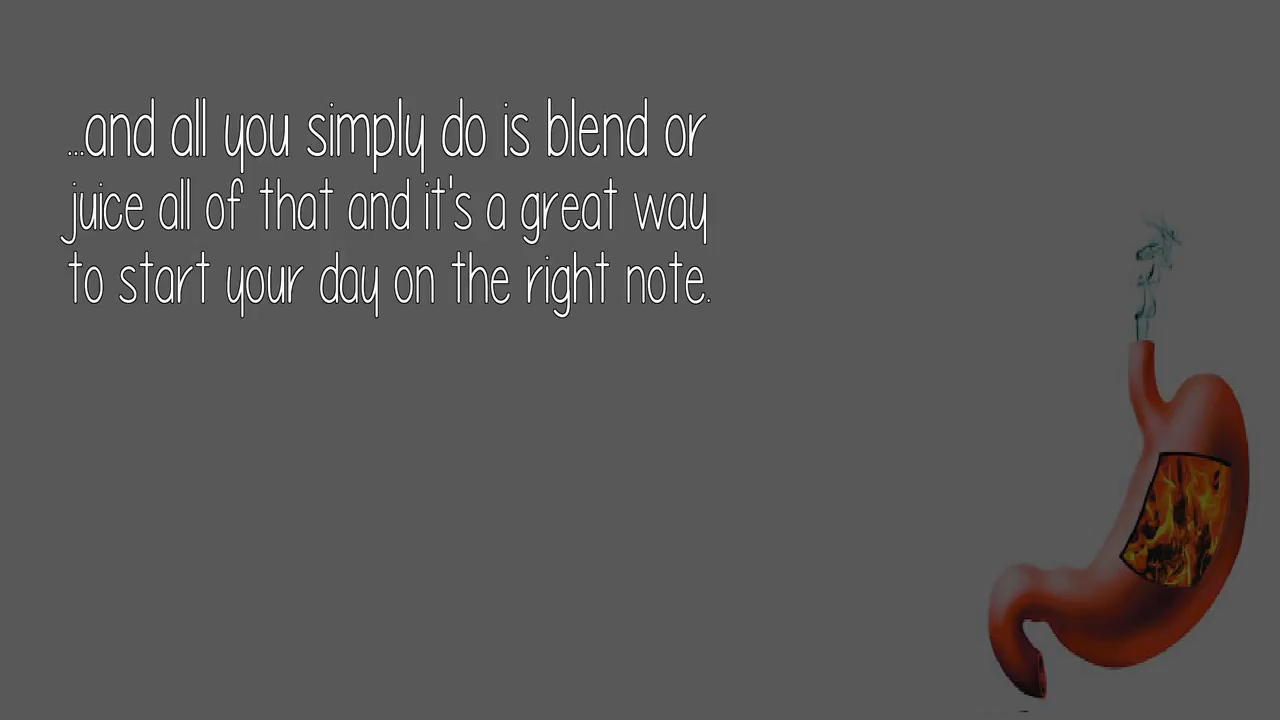 ...and all you simply do is blend or
juice all of that and it's a great way
to start your day on the right note.